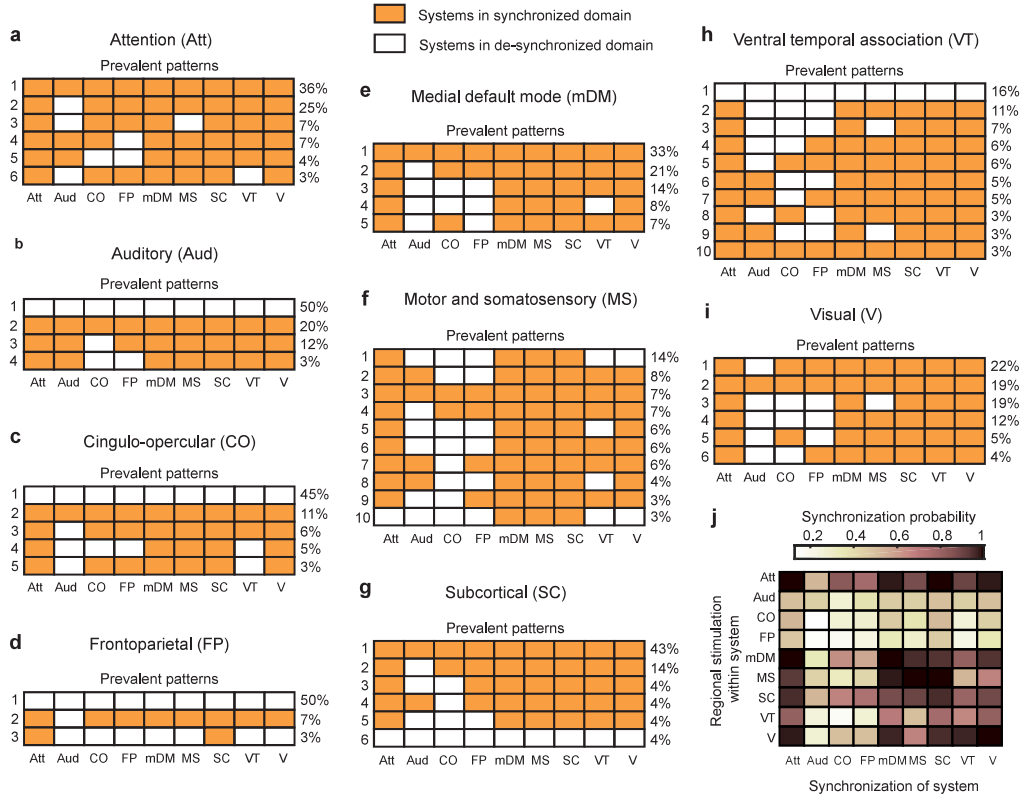 Systems in synchronized domain
Systems in de-synchronized domain
a
Attention (Att)
Prevalent patterns
1 36%
2 25%
3 7%
4 7%
5 4%
6 3%
Att Aud CO FP mDM MS SC VT V
b
Auditory (Aud)
Prevalent patterns
1 50%
2 20%
3 12%
4 3%
Att Aud CO FP mDM MS SC VT V
c
Cingulo-opercular (CO)
Prevalent patterns
1 45%
2 11%
3 6%
4 5%
5 3%
Att Aud CO FP mDM MS SC VT V
d
Frontoparietal (FP)
Prevalent patterns
1 50%
2 7%
3 3%
Att Aud CO FP mDM MS SC VT V
e
Medial default mode (mDM)
Prevalent patterns
1 33%
2 21%
3 14%
4 8%
5 7%
Att Aud CO FP mDM MS SC VT V
f
Motor and somatosensory (MS)
Prevalent patterns
1 14%
2 8%
3 7%
4 7%
5 6%
6 6%
7 6%
8 4%
9 3%
10 3%
Att Aud CO FP mDM MS SC VT V
g
Subcortical (SC)
Prevalent patterns
1 43%
2 14%
3 4%
4 4%
5 4%
6 4%
Att Aud CO FP mDM MS SC VT V
h
Ventral temporal association (VT)
Prevalent patterns
1 16%
2 11%
3 7%
4 6%
5 6%
6 5%
7 5%
8 3%
9 3%
10 3%
Att Aud CO FP mDM MS SC VT V
i
Visual (V)
Prevalent patterns
1 22%
2 19%
3 19%
4 12%
5 5%
6 4%
Att Aud CO FP mDM MS SC VT V
j
Synchronization probability
0.2 0.4 0.6 0.8 1
Regional stimulation
within system
Att
Aud
CO
FP
mDM
MS
SC
VT
V
Att Aud CO FP mDM MS SC VT V
Synchronization of system